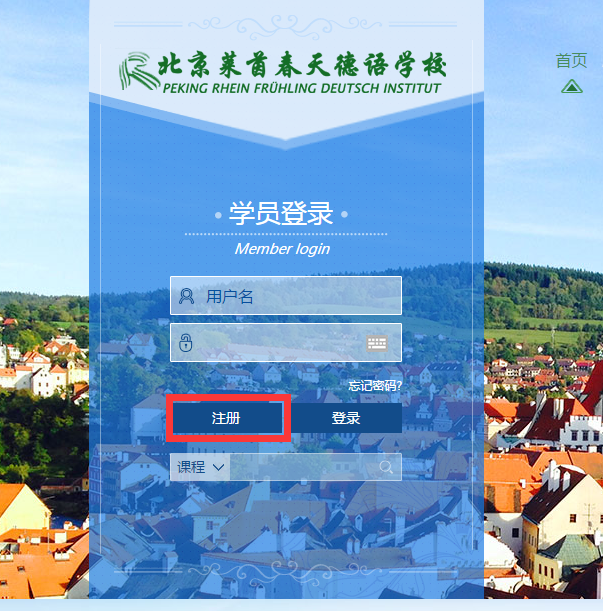 北京莱茵春天德语学校
PEKING RHEIN FRÜHLING DEUTSCH INSTITUT
首页
学员登录
Member login
用户名
忘记密码?
注册 登录
课程